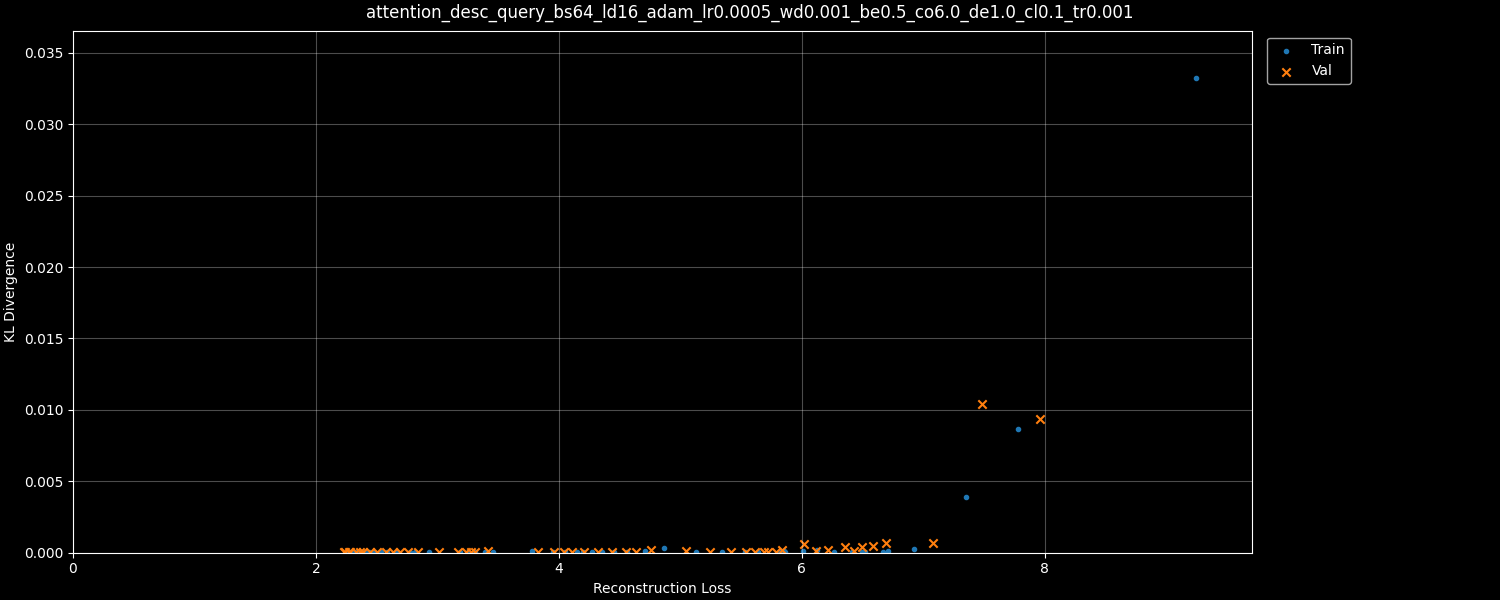 attention_desc_query_bs64_ld16_adam_lr0.0005_wd0.001_be0.5_co6.0_de1.0_cl0.1_tr0.001
Train
Val
KL Divergence
0.035
0.030
0.025
0.020
0.015
0.010
0.005
0.000
0 2 4 6 8
Reconstruction Loss